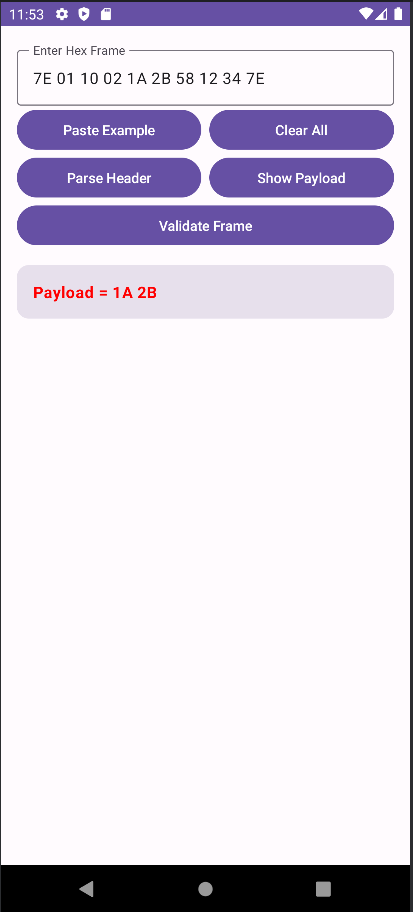 11:53
Enter Hex Frame
7E 01 10 02 1A 2B 58 12 34 7E
Paste Example
Clear All
Parse Header
Show Payload
Validate Frame
Payload = 1A 2B